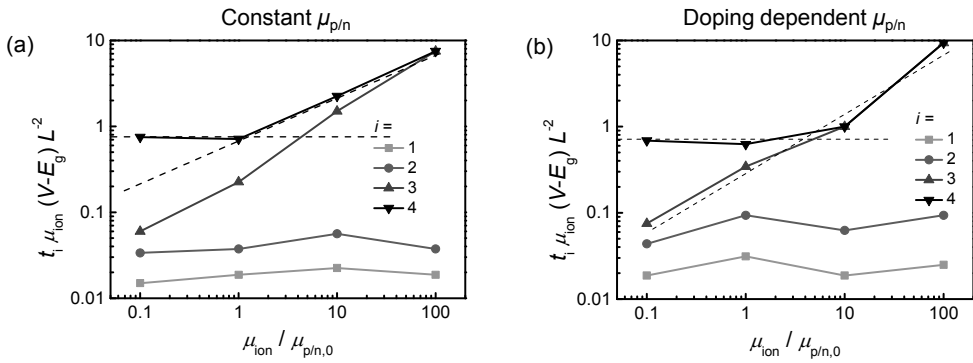 Constant μp/n
(a)
10
1
0.1
0.01
ti μion (V-Eg) L-2
i =
1
2
3
4
0.1
1
10
100
μion / μp/n,0
Doping dependent μp/n
(b)
10
1
0.1
0.01
ti μion (V-Eg) L-2
i =
1
2
3
4
0.1
1
10
100
μion / μp/n,0